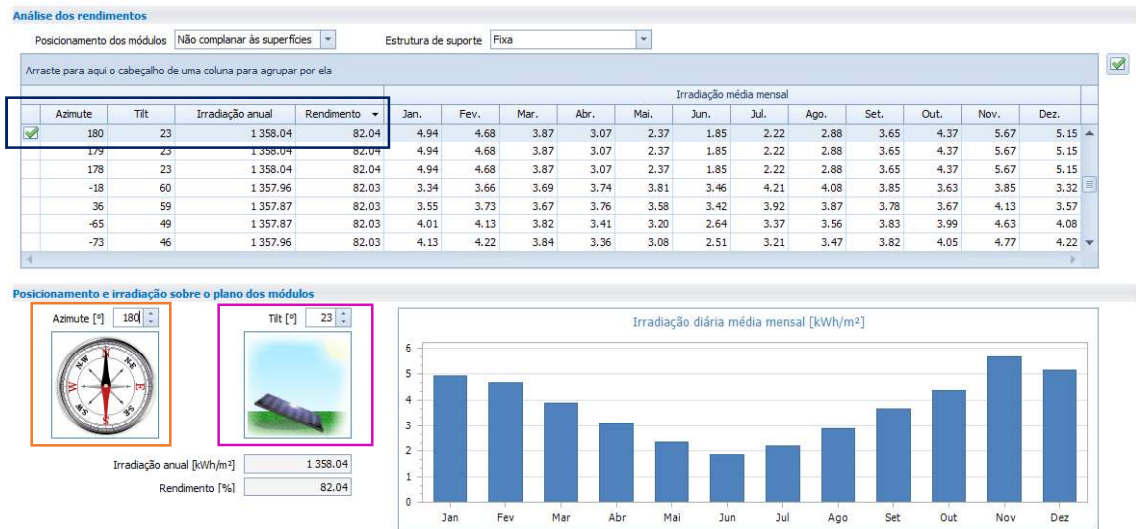 Análise dos rendimentos
Posicionamento dos módulos Não complanar às superfícies Estrutura de suporte Fixa
Arraste para aqui o cabeçalho de uma coluna para agrupar por ela
Irradiação média mensal
Azimute Tilt Irradiação anual Rendimento Jan. Fev. Mar. Abr. Mai. Jun. Jul. Ago. Set. Out. Nov. Dez.
180 23 1 358.04 82.04 4.94 4.68 3.87 3.07 2.37 1.85 2.22 2.88 3.65 4.37 5.67 5.15
179 23 1 358.04 82.04 4.94 4.68 3.87 3.07 2.37 1.85 2.22 2.88 3.65 4.37 5.67 5.15
178 23 1 358.04 82.04 4.94 4.68 3.87 3.07 2.37 1.85 2.22 2.88 3.65 4.37 5.67 5.15
-18 60 1 357.96 82.03 3.34 3.66 3.69 3.74 3.81 3.46 4.21 4.08 3.85 3.63 3.85 3.32
36 59 1 357.87 82.03 3.55 3.73 3.67 3.76 3.58 3.42 3.92 3.87 3.78 3.67 4.13 3.57
-65 49 1 357.87 82.03 4.01 4.13 3.82 3.41 3.20 2.64 3.37 3.56 3.83 3.99 4.63 4.08
-73 46 1 357.96 82.03 4.13 4.22 3.84 3.36 3.08 2.51 3.21 3.47 3.82 4.05 4.77 4.22
Posicionamento e irradiação sobre o plano dos módulos
Azimute [º] 180
Tilt [º] 23
N
N-W N-E
W E
S-W S-E
S
Irradiação anual [kWh/m²] 1 358.04
Rendimento [%] 82.04
Irradiação diária média mensal [kWh/m²]
6
5
4
3
2
1
0
Jan Fev Mar Abr Mai Jun Jul Ago Set Out Nov Dez